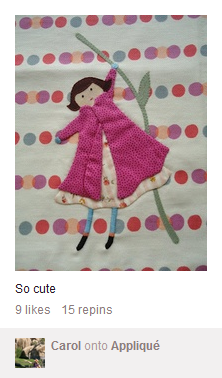 So cute
9 likes 15 repins
Carol onto Appliqué